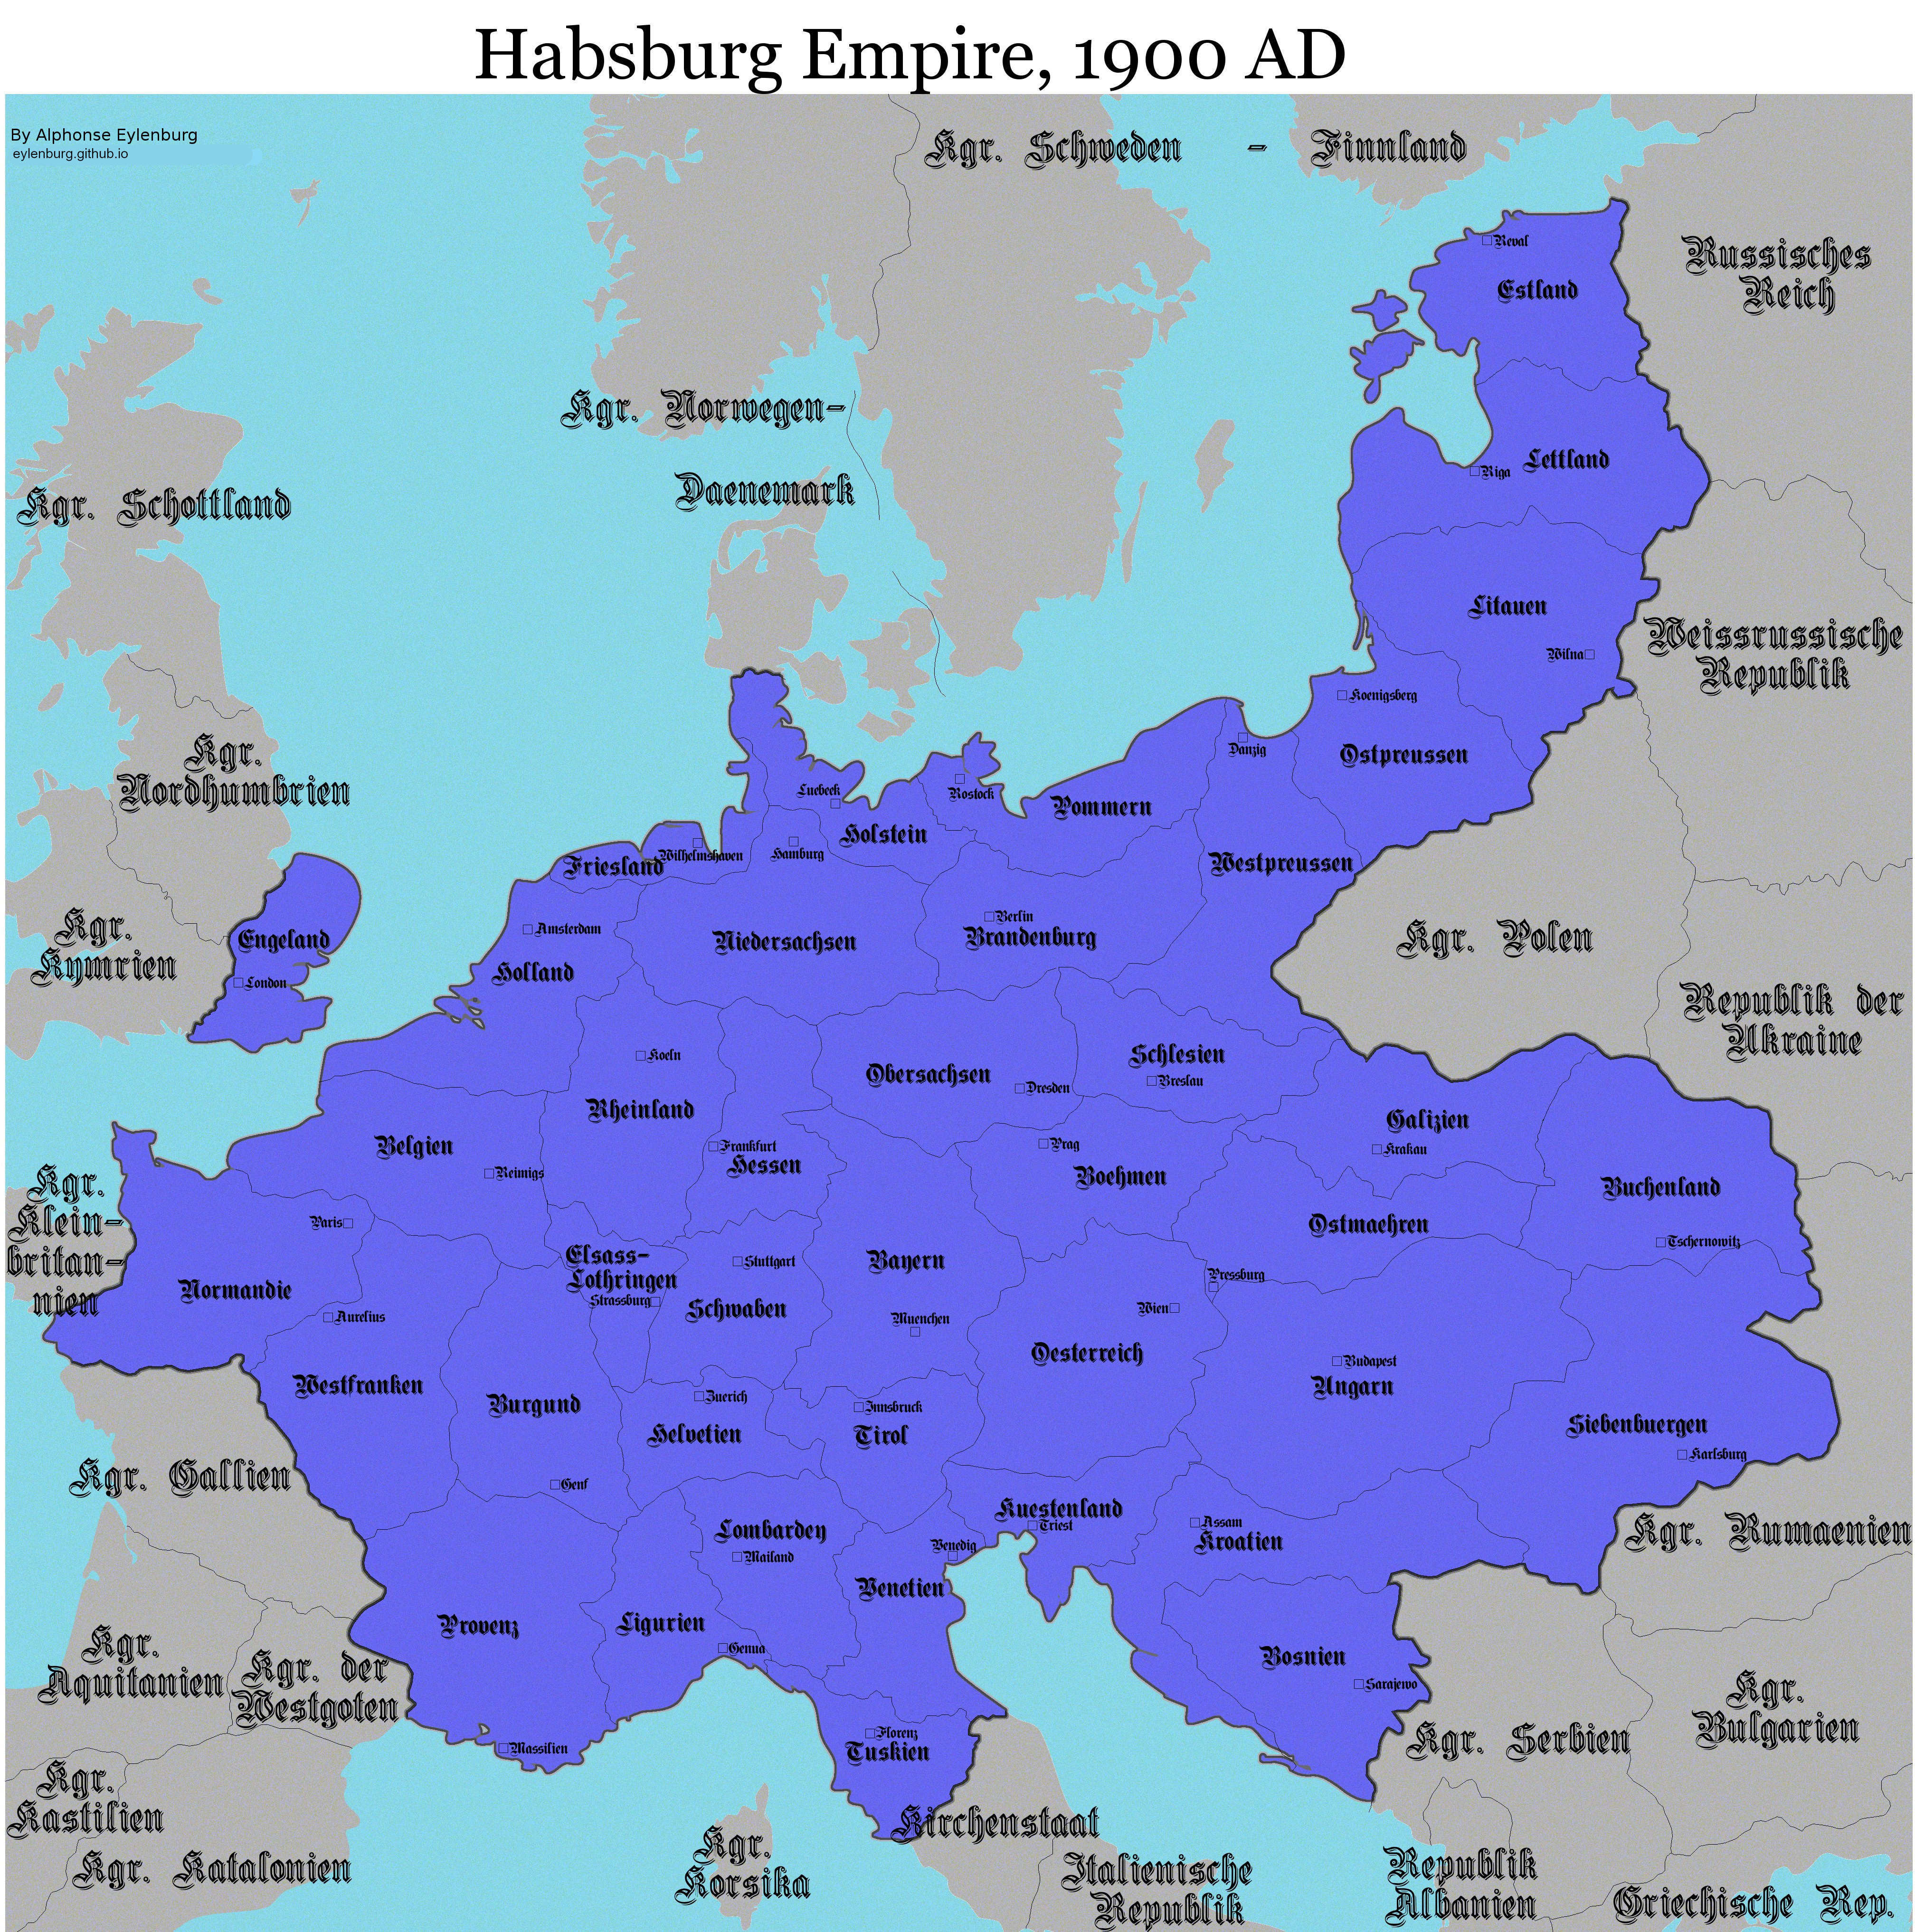 Habsburg Empire, 1900 AD
By Alphonse Eylenburg
eylenburg.github.io
Kgr. Schweden - Finnland
Reval
Estland
Russisches
Reich
Kgr. Norwegen-
Daenemark
Kgr. Schottland
Riga
Lettland
Litauen
Wilna
Weissrussische
Republik
Koenigsberg
Ostpreussen
Danzig
Kgr.
Nordhumbrien
Luebeck
Rostock
Pommern
Holstein
Friesland
Wilhelmshaven
Hamburg
Westpreussen
Kgr.
Kymrien
Engeland
London
Amsterdam
Holland
Niedersachsen
Berlin
Brandenburg
Kgr. Polen
Republik der
Ukraine
Koeln
Rheinland
Obersachsen
Dresden
Schlesien
Breslau
Galizien
Krakau
Belgien
Reimigs
Frankfurt
Hessen
Prag
Boehmen
Buchenland
Tschernowitz
Kgr.
Klein-
britan-
nien
Paris
Normandie
Aurelius
Elsass-
Lothringen
Strassburg
Stuttgart
Schwaben
Bayern
Muenchen
Ostmaehren
Pressburg
Wien
Oesterreich
Budapest
Ungarn
Westfranken
Burgund
Genf
Zuerich
Helvetien
Innsbruck
Tirol
Siebenbuergen
Karlsburg
Kgr. Gallien
Lombardey
Mailand
Kuestenland
Triest
Venedig
Venetien
Assam
Kroatien
Kgr. Rumaenien
Provenz
Ligurien
Genua
Bosnien
Sarajewo
Kgr.
Aquitanien
Kgr. der
Westgoten
Massilien
Florenz
Tuskien
Kgr. Serbien
Kgr.
Bulgarien
Kgr.
Kastilien
Kgr. Katalonien
Kgr.
Korsika
Kirchenstaat
Italienische
Republik
Republik
Albanien
Griechische Rep.